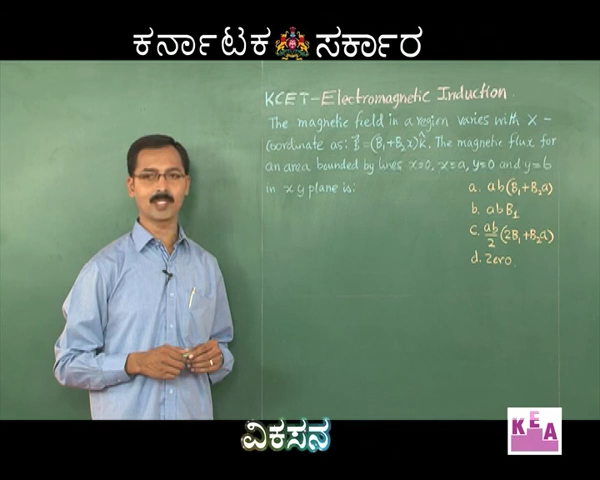 ಕರ್ನಾಟಕ ಸರ್ಕಾರ
KCET - Electromagnetic Induction
The magnetic field in a region varies with X -
Coordinate as: B⃗ = (B₁+B₂x)k̂. The magnetic flux for
an area bounded by lines x=0, x=a, y=0 and y=b
in x y plane is:
a. ab(B₁+B₂a)
b. abB₁
c. ab/2 (2B₁+B₂a)
d. Zero
ವಿಕಸನ
KEA